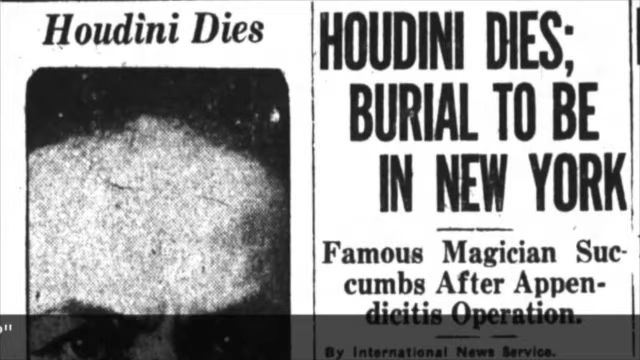 Houdini Dies
HOUDINI DIES;
BURIAL TO BE
IN NEW YORK
Famous Magician Suc-
cumbs After Appen-
dicitis Operation.
By International News Service.
"